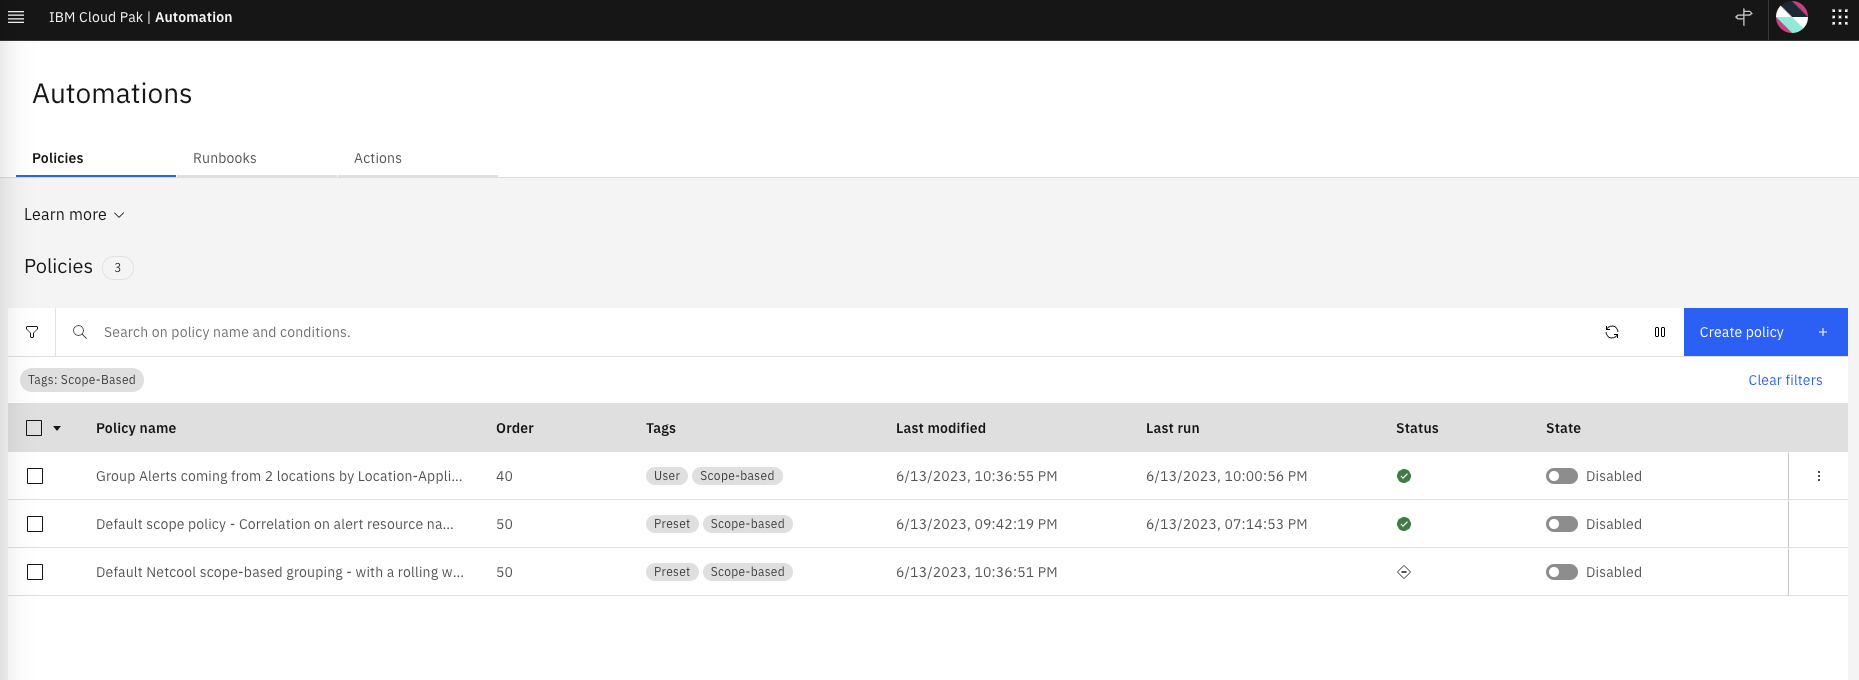 IBM Cloud Pak | Automation
Automations
Policies Runbooks Actions
Learn more
Policies 3
Search on policy name and conditions. Create policy +
Tags: Scope-Based Clear filters
Policy name Order Tags Last modified Last run Status State
Group Alerts coming from 2 locations by Location-Appli... 40 User Scope-based 6/13/2023, 10:36:55 PM 6/13/2023, 10:00:56 PM Disabled
Default scope policy - Correlation on alert resource na... 50 Preset Scope-based 6/13/2023, 09:42:19 PM 6/13/2023, 07:14:53 PM Disabled
Default Netcool scope-based grouping - with a rolling w... 50 Preset Scope-based 6/13/2023, 10:36:51 PM Disabled